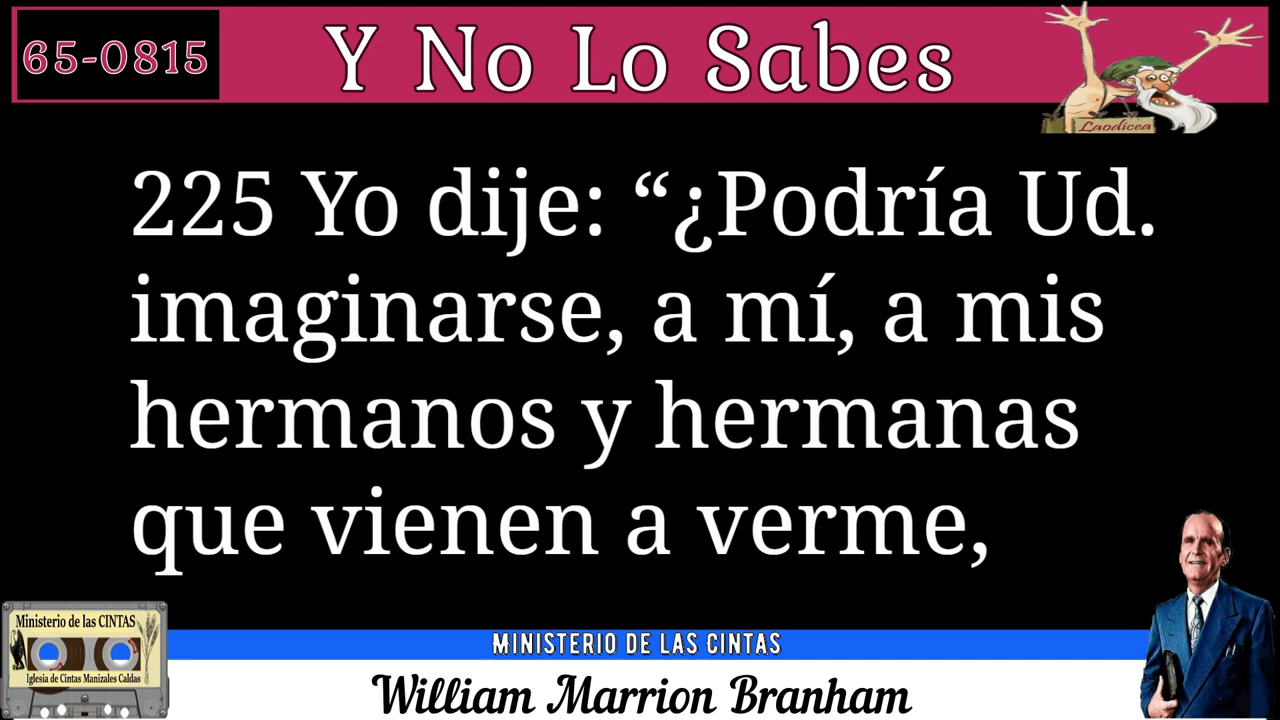 65-0815
Y No Lo Sabes
Laodicea
225 Yo dije: “¿Podría Ud.
imaginarse, a mí, a mis
hermanos y hermanas
que vienen a verme,
Ministerio de las CINTAS
Iglesia de Cintas Manizales Caldas
MINISTERIO DE LAS CINTAS
William Marrion Branham